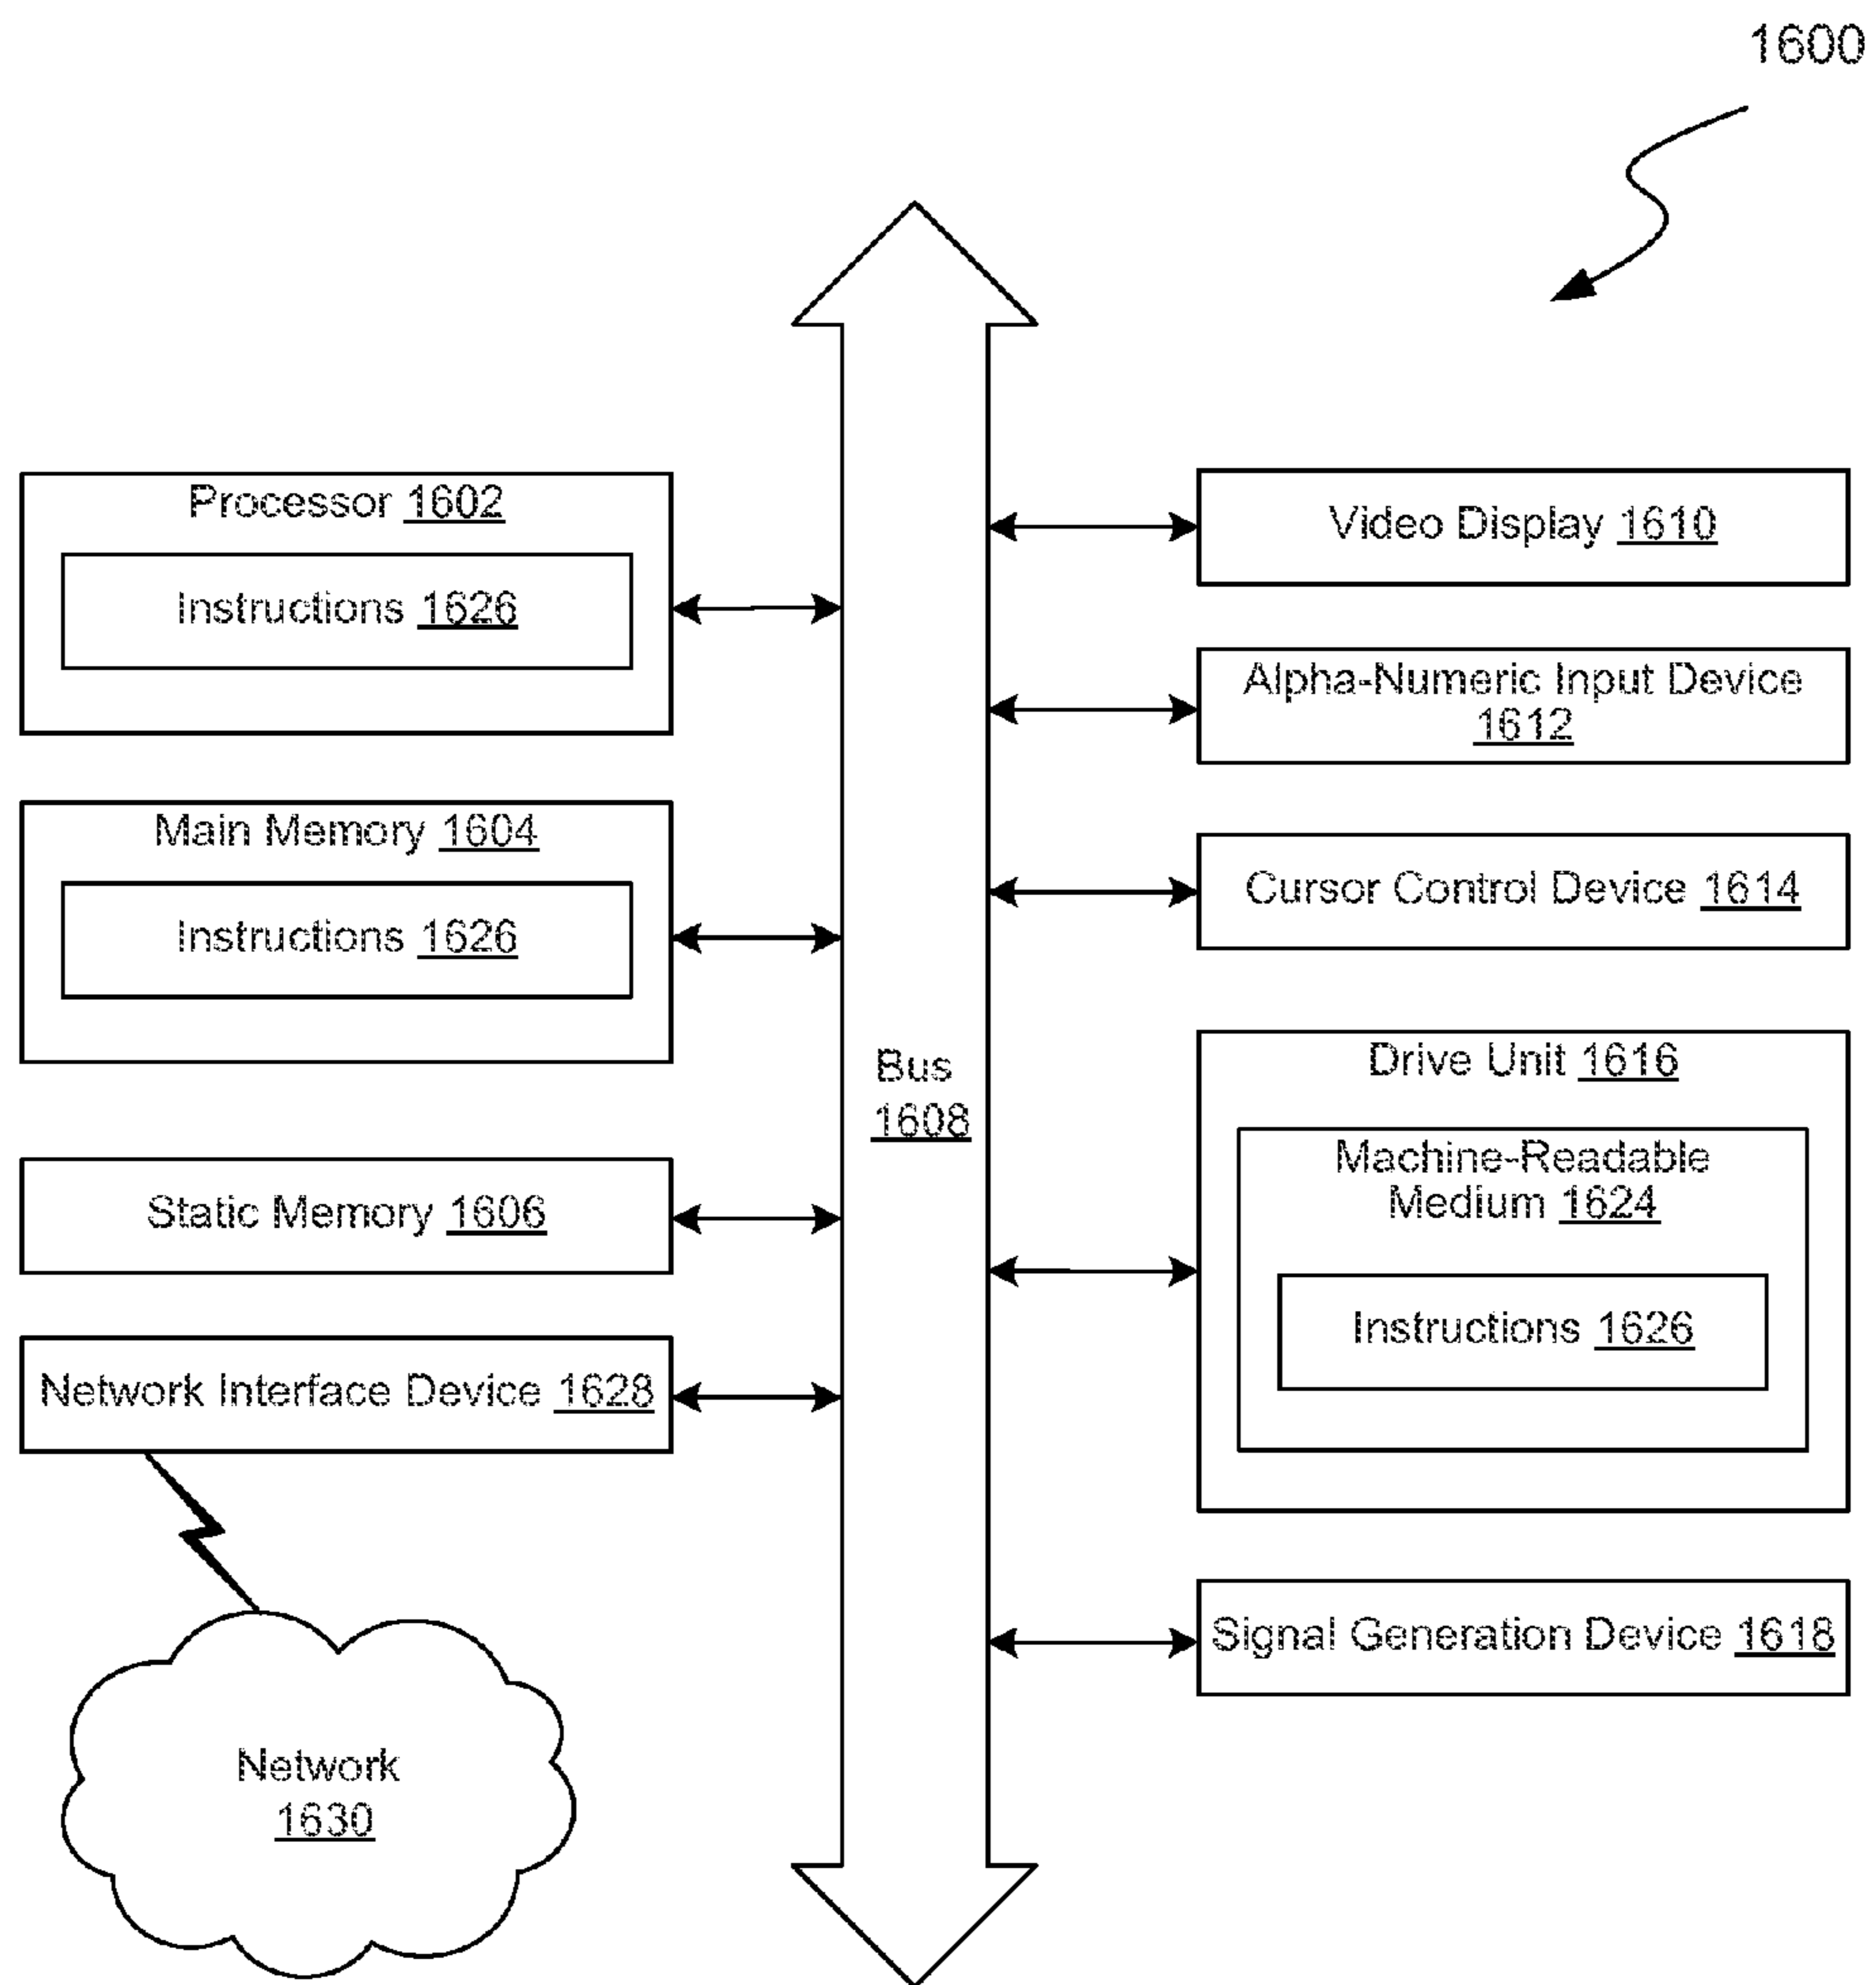 1600
Processor 1602
Instructions 1626
Main Memory 1604
Instructions 1626
Static Memory 1606
Network Interface Device 1628
Network
1630
Bus
1608
Video Display 1610
Alpha-Numeric Input Device
1612
Cursor Control Device 1614
Drive Unit 1616
Machine-Readable
Medium 1624
Instructions 1626
Signal Generation Device 1618